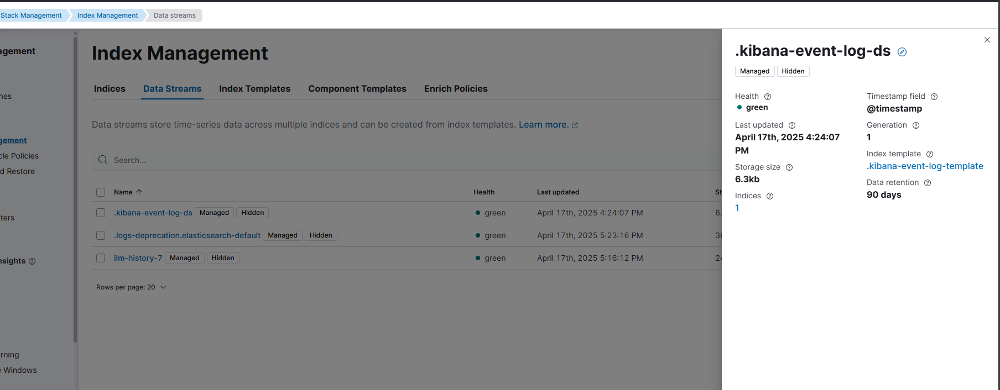 Stack Management
Index Management
Data streams
agement
nes
gement
cle Policies
d Restore
ters
nsights
rning
e Windows
Index Management
Indices
Data Streams
Index Templates
Component Templates
Enrich Policies
Data streams store time-series data across multiple indices and can be created from index templates. Learn more.
Search...
Name Health Last updated St
.kibana-event-log-ds Managed Hidden green April 17th, 2025 4:24:07 PM 6.
.logs-deprecation.elasticsearch-default Managed Hidden green April 17th, 2025 5:23:16 PM 36
ilm-history-7 Managed Hidden green April 17th, 2025 5:16:12 PM 24
Rows per page: 20
.kibana-event-log-ds
Managed Hidden
Health
green
Last updated
April 17th, 2025 4:24:07
PM
Storage size
6.3kb
Indices
1
Timestamp field
@timestamp
Generation
1
Index template
.kibana-event-log-template
Data retention
90 days